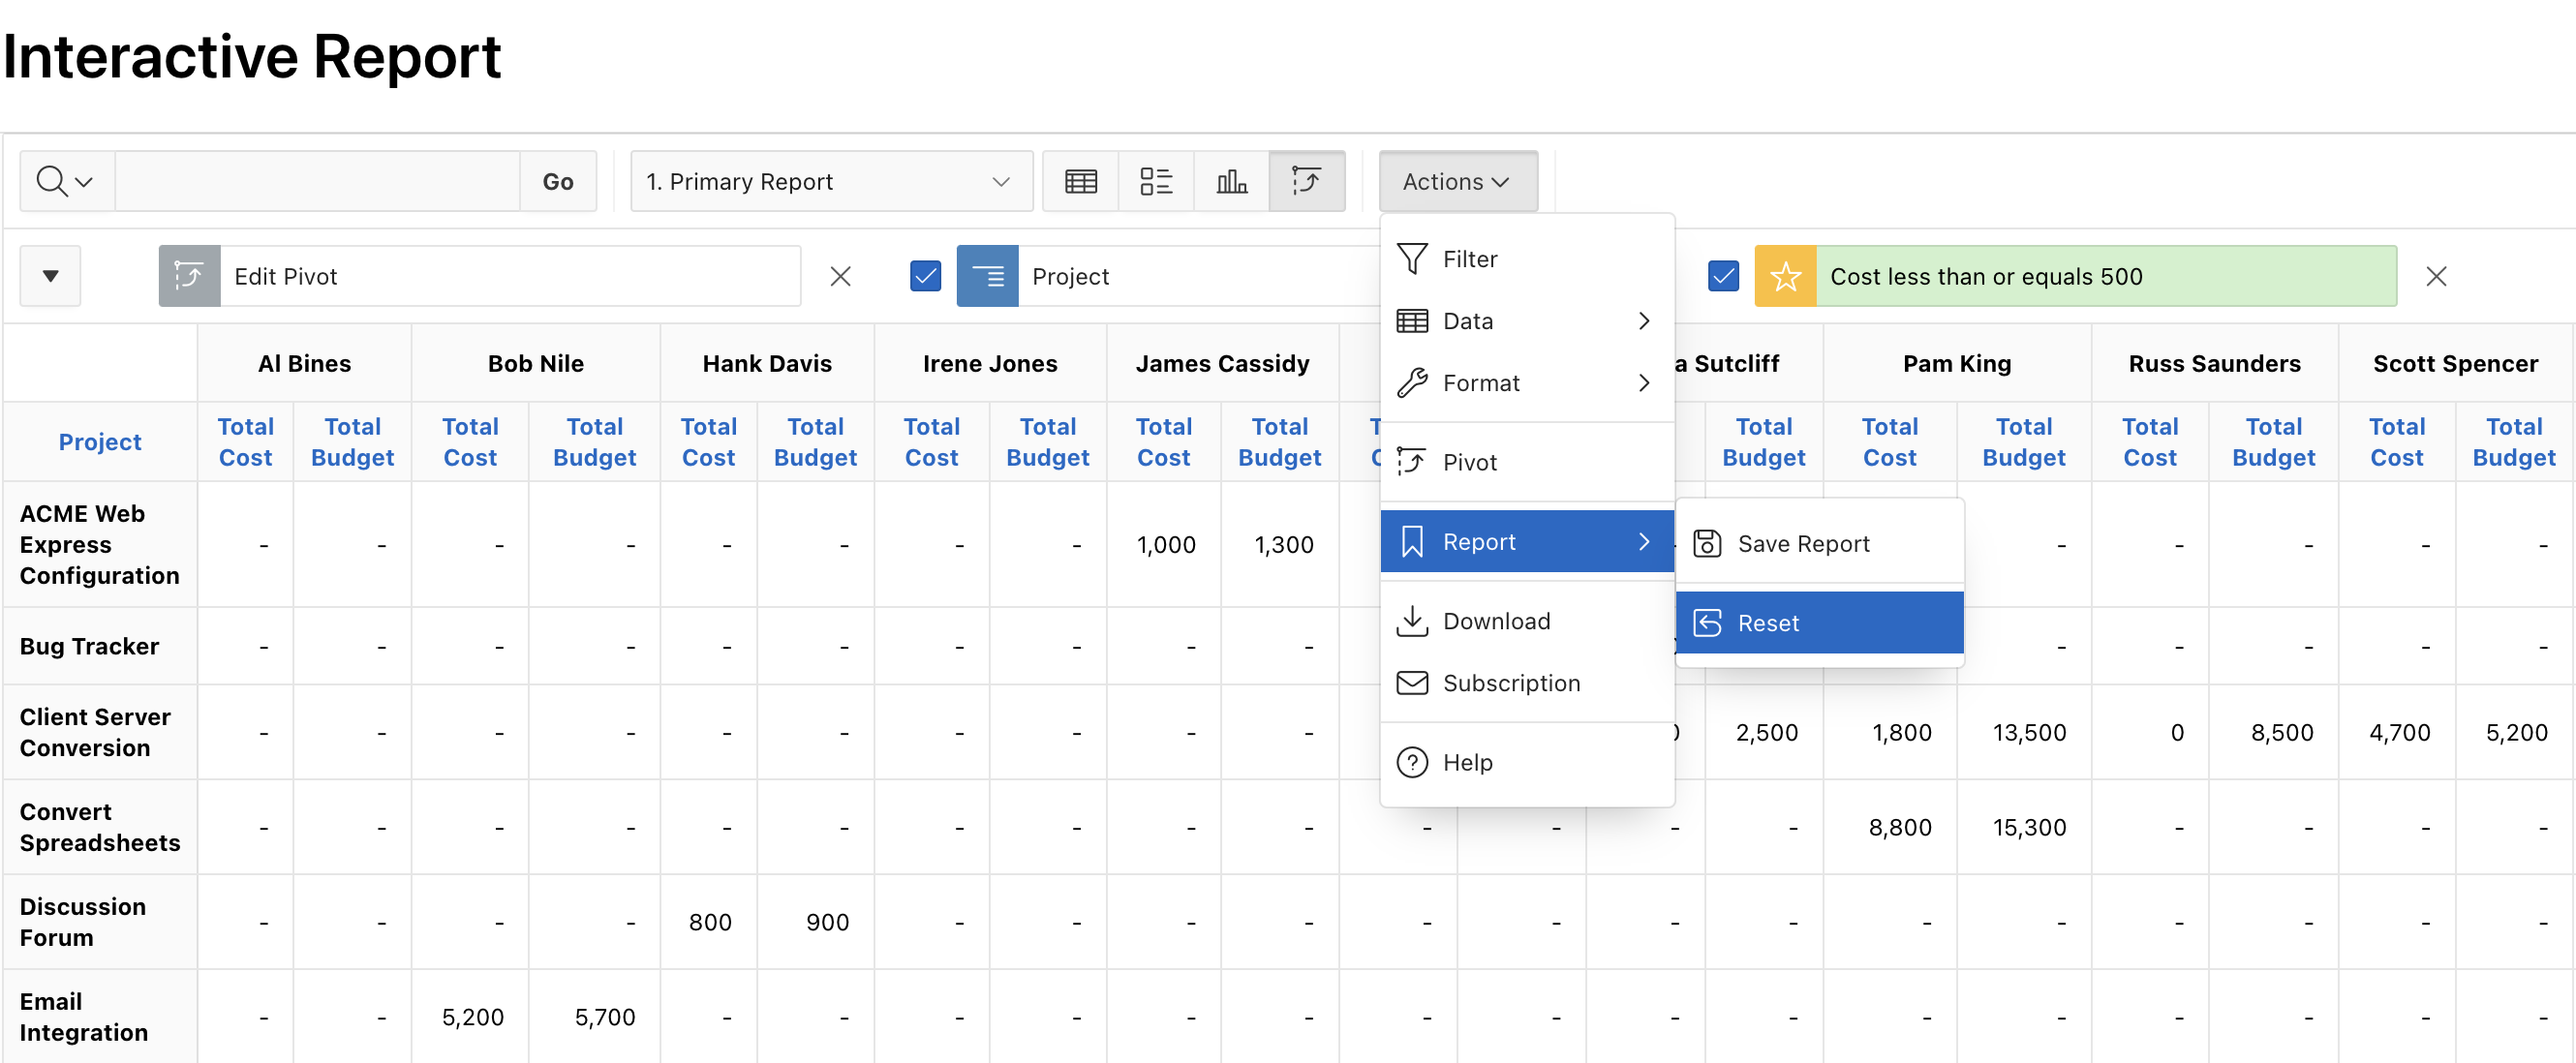 Interactive Report
Go
1. Primary Report
Actions
Edit Pivot
Project
Cost less than or equals 500
Filter
Data
Format
Pivot
Report
Download
Subscription
Help
Save Report
Reset
Al Bines Bob Nile Hank Davis Irene Jones James Cassidy Sutcliff Pam King Russ Saunders Scott Spencer
Project Total Cost Total Budget Total Cost Total Budget Total Cost Total Budget Total Cost Total Budget Total Cost Total Budget Total Budget Total Cost Total Budget Total Cost Total Budget Total Cost Total Budget
ACME Web
Express
Configuration
- - - - - - - - 1,000 1,300 - - - - - -
Bug Tracker - - - - - - - - - - - - - - - -
Client Server
Conversion
- - - - - - - - - - 2,500 1,800 13,500 0 8,500 4,700 5,200
Convert
Spreadsheets
- - - - - - - - - - - - - - 8,800 15,300 - - - -
Discussion
Forum
- - - - 800 900 - - - - - - - - - - - - - -
Email
Integration
- - 5,200 5,700 - - - - - - - - - - - - - - - -